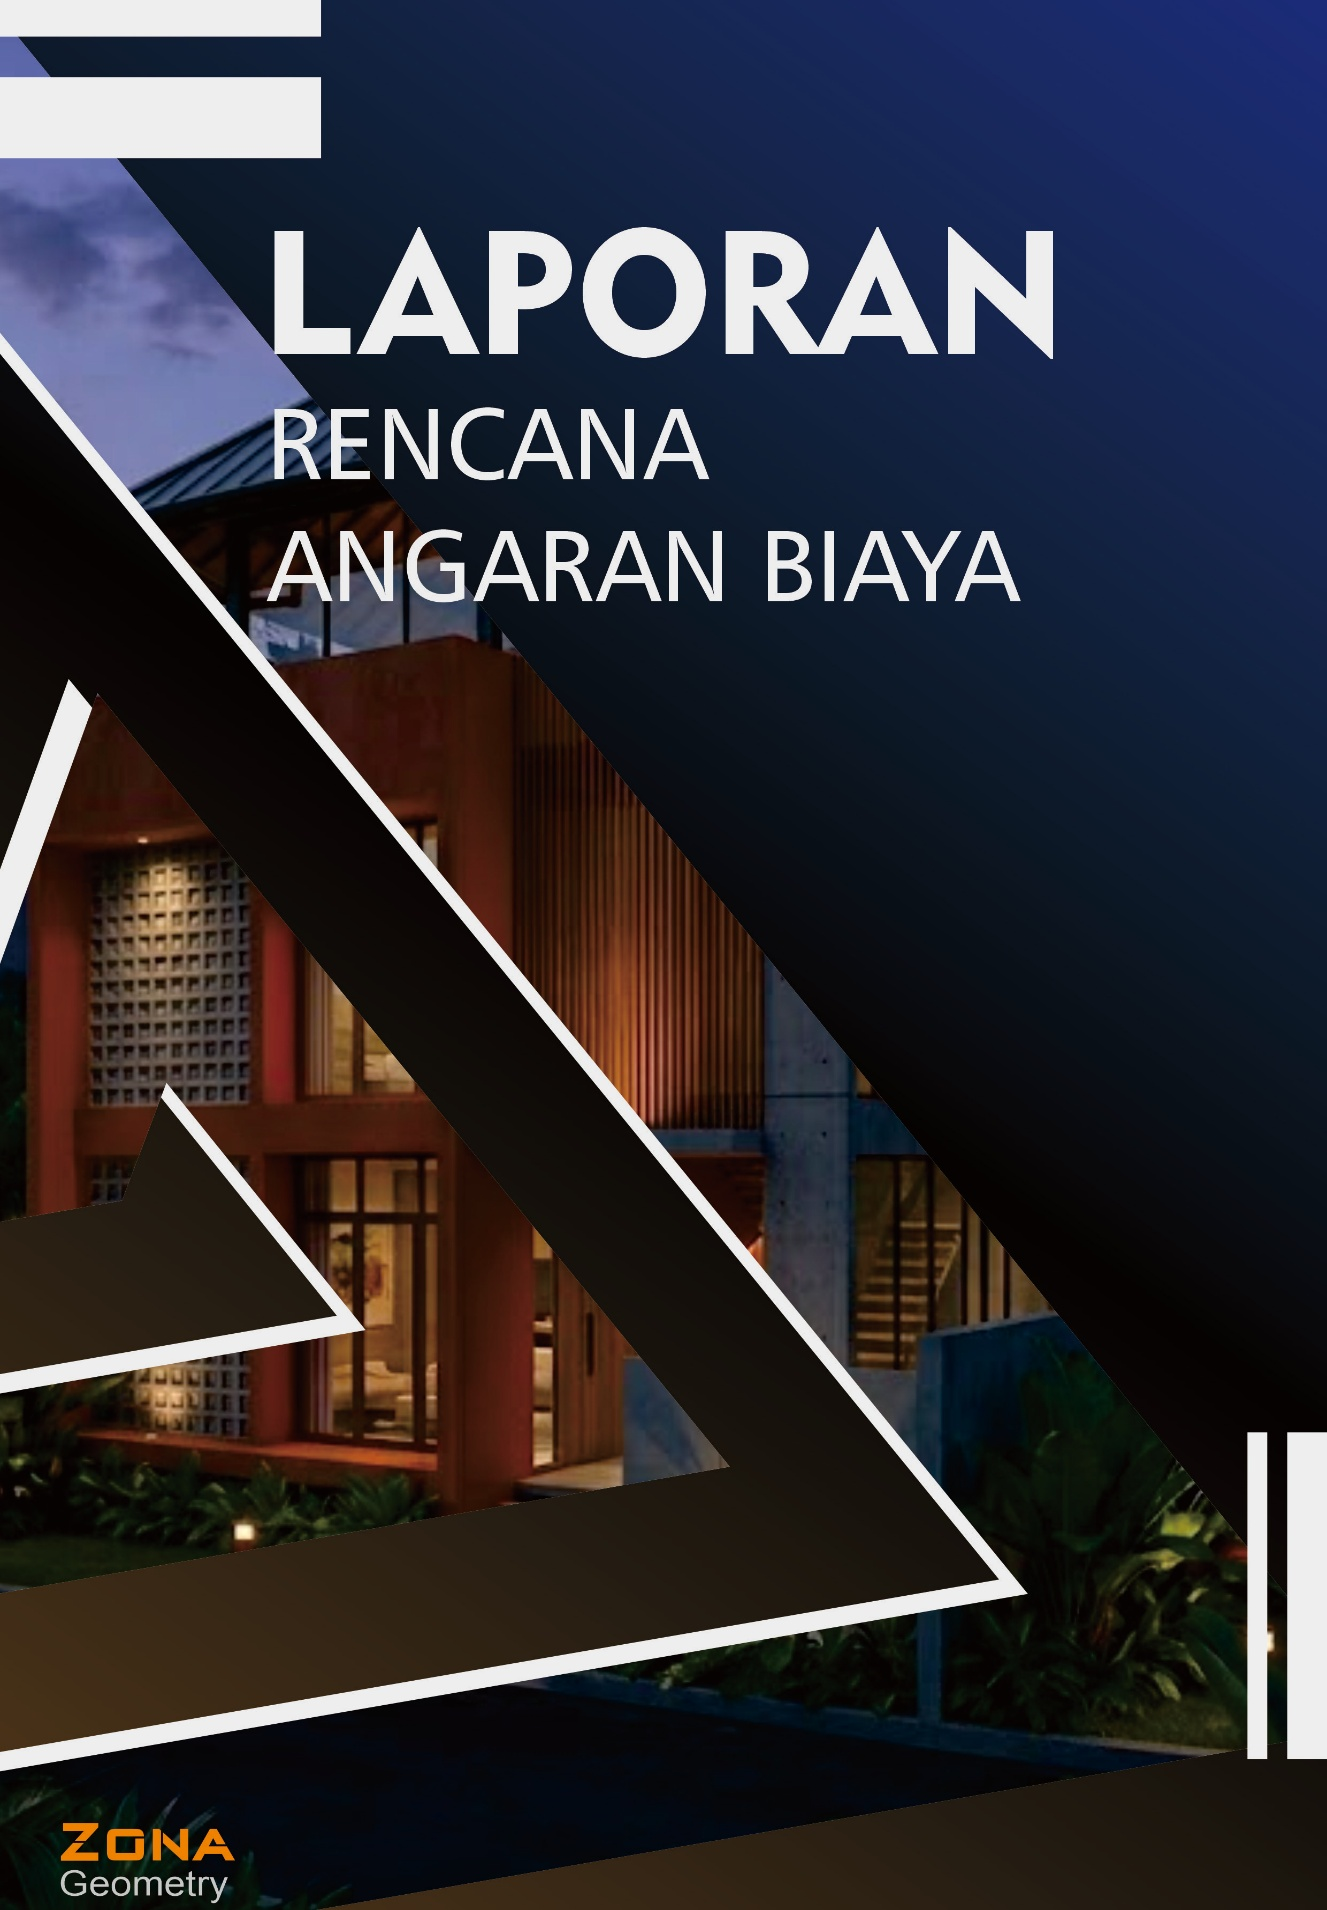 LAPORAN
RENCANA
ANGARAN BIAYA
ZONA
Geometry